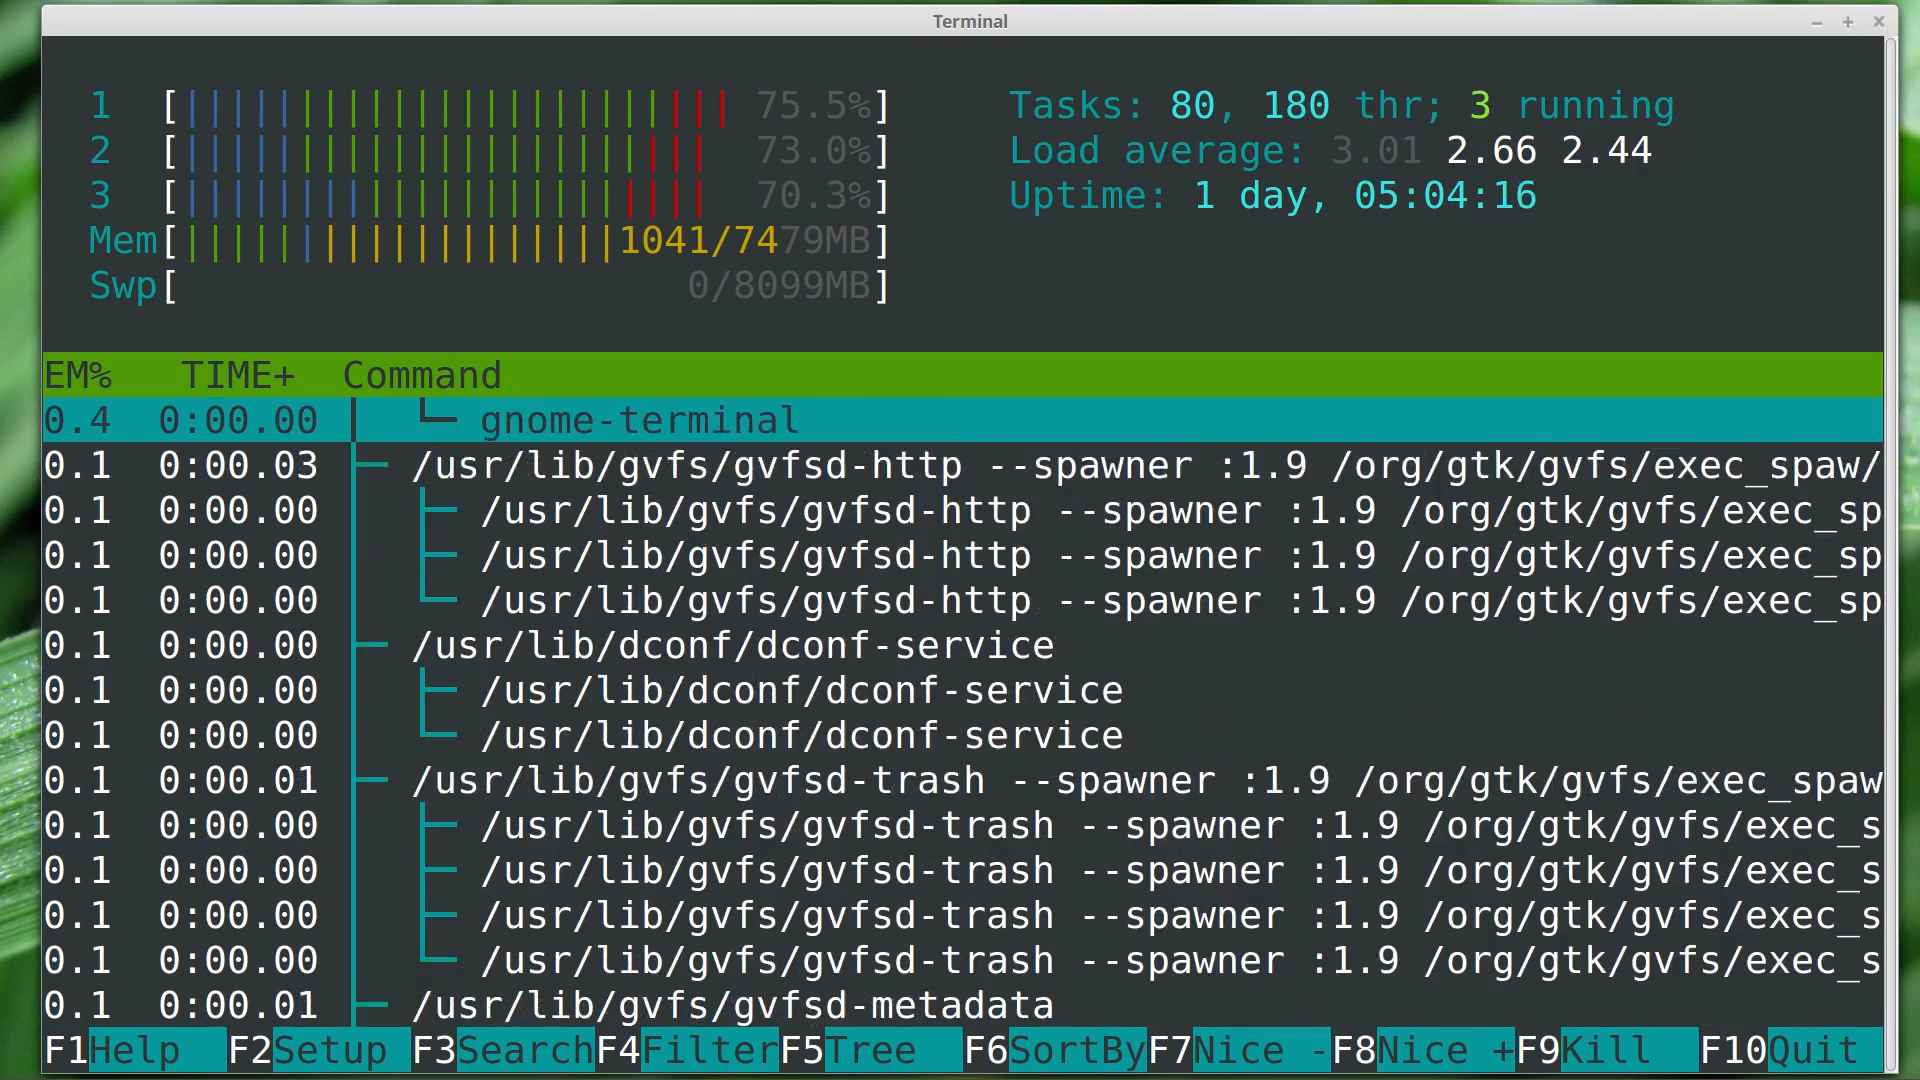 Terminal
1 [||||||||||||||||||||||||   75.5%]
2 [|||||||||||||||||||||||    73.0%]
3 [|||||||||||||||||||||||    70.3%]
Mem[|||||||||||||||||||1041/7479MB]
Swp[                      0/8099MB]
Tasks: 80, 180 thr; 3 running
Load average: 3.01 2.66 2.44
Uptime: 1 day, 05:04:16
EM% TIME+ Command
0.4 0:00.00 │ └─ gnome-terminal
0.1 0:00.03 ├─ /usr/lib/gvfs/gvfsd-http --spawner :1.9 /org/gtk/gvfs/exec_spaw/
0.1 0:00.00 │ ├─ /usr/lib/gvfs/gvfsd-http --spawner :1.9 /org/gtk/gvfs/exec_sp
0.1 0:00.00 │ ├─ /usr/lib/gvfs/gvfsd-http --spawner :1.9 /org/gtk/gvfs/exec_sp
0.1 0:00.00 │ └─ /usr/lib/gvfs/gvfsd-http --spawner :1.9 /org/gtk/gvfs/exec_sp
0.1 0:00.00 ├─ /usr/lib/dconf/dconf-service
0.1 0:00.00 │ ├─ /usr/lib/dconf/dconf-service
0.1 0:00.00 │ └─ /usr/lib/dconf/dconf-service
0.1 0:00.01 ├─ /usr/lib/gvfs/gvfsd-trash --spawner :1.9 /org/gtk/gvfs/exec_spaw
0.1 0:00.00 │ ├─ /usr/lib/gvfs/gvfsd-trash --spawner :1.9 /org/gtk/gvfs/exec_s
0.1 0:00.00 │ ├─ /usr/lib/gvfs/gvfsd-trash --spawner :1.9 /org/gtk/gvfs/exec_s
0.1 0:00.00 │ ├─ /usr/lib/gvfs/gvfsd-trash --spawner :1.9 /org/gtk/gvfs/exec_s
0.1 0:00.00 │ └─ /usr/lib/gvfs/gvfsd-trash --spawner :1.9 /org/gtk/gvfs/exec_s
0.1 0:00.01 ├─ /usr/lib/gvfs/gvfsd-metadata
F1Help F2Setup F3SearchF4FilterF5Tree F6SortByF7Nice -F8Nice +F9Kill F10Quit